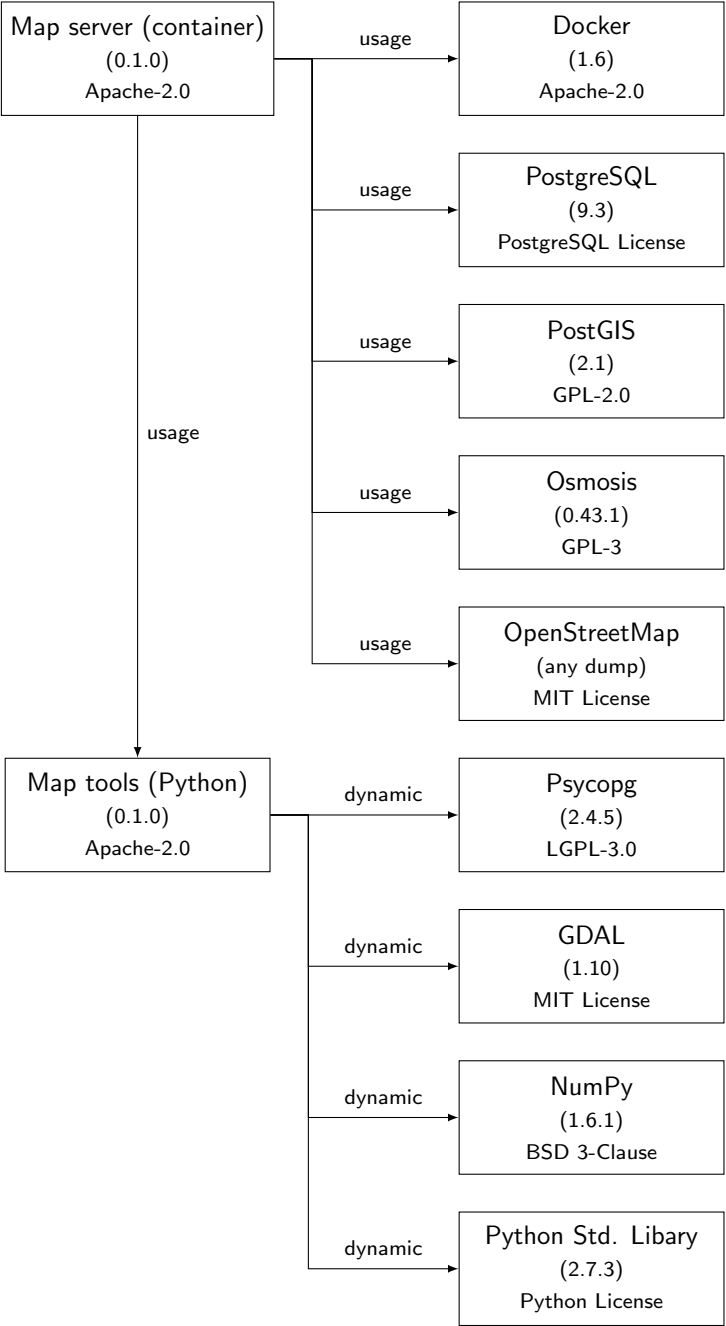 Map server (container)
(0.1.0)
Apache-2.0
usage
Docker
(1.6)
Apache-2.0
usage
PostgreSQL
(9.3)
PostgreSQL License
usage
PostGIS
(2.1)
GPL-2.0
usage
usage
Osmosis
(0.43.1)
GPL-3
usage
OpenStreetMap
(any dump)
MIT License
Map tools (Python)
(0.1.0)
Apache-2.0
dynamic
Psycopg
(2.4.5)
LGPL-3.0
dynamic
GDAL
(1.10)
MIT License
dynamic
NumPy
(1.6.1)
BSD 3-Clause
dynamic
Python Std. Libary
(2.7.3)
Python License